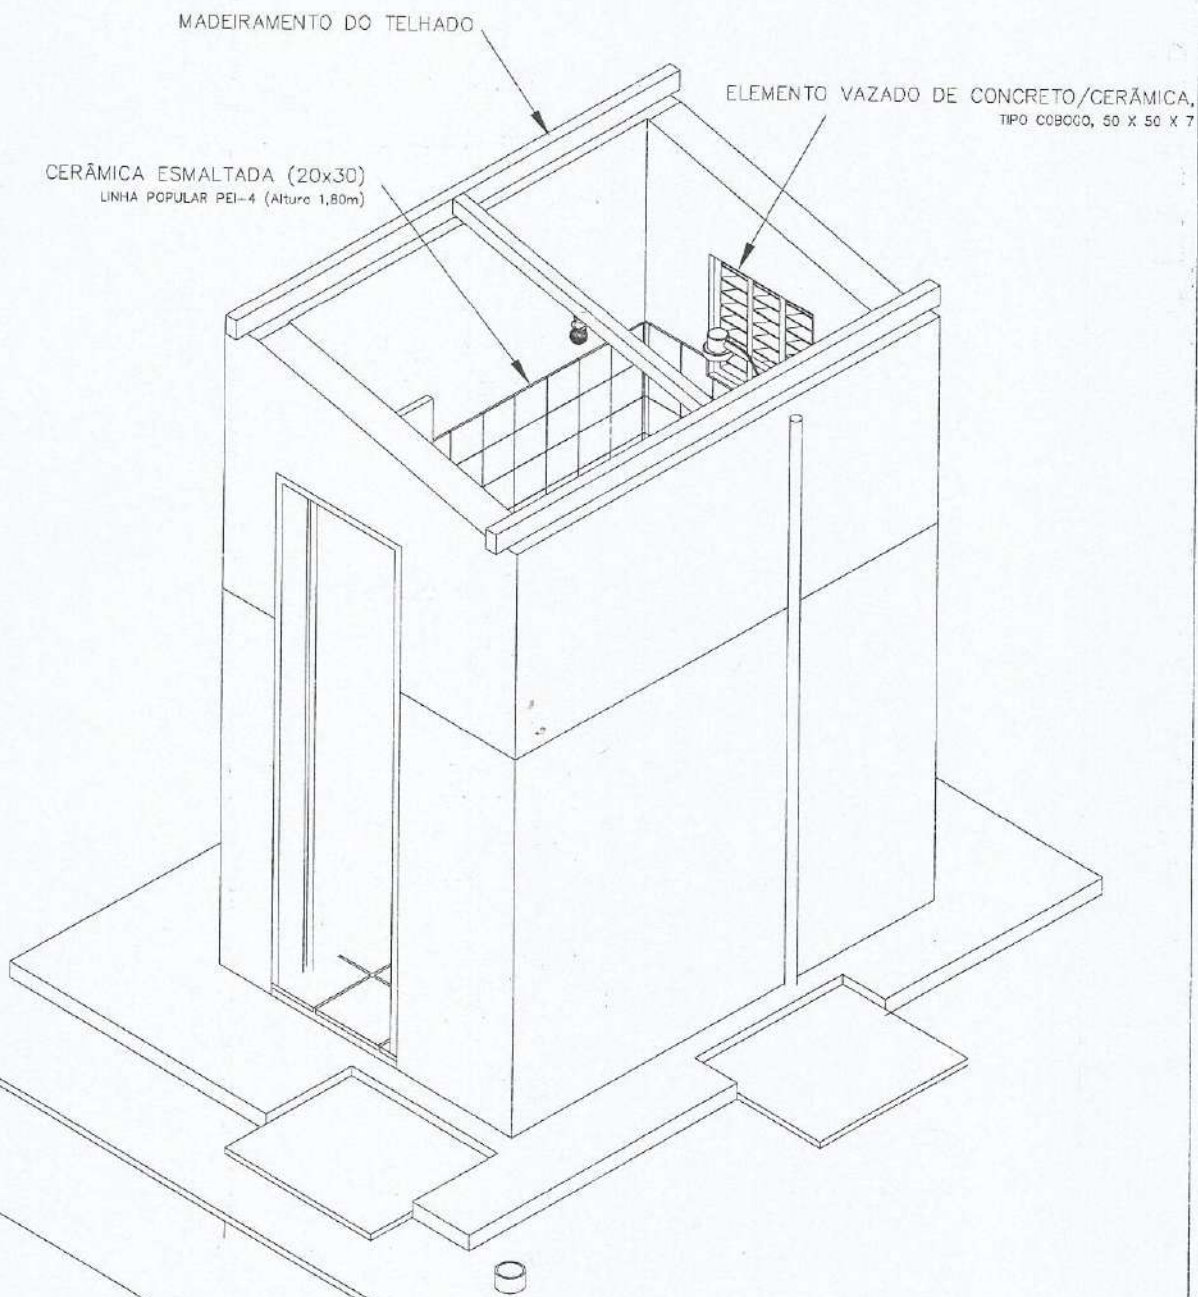 MADEIRAMENTO DO TELHADO
ELEMENTO VAZADO DE CONCRETO/CERÂMICA,
TIPO COBOGO, 50 X 50 X 7
CERÂMICA ESMALTADA (20x30)
LINHA POPULAR PEI-4 (Altura 1,80m)